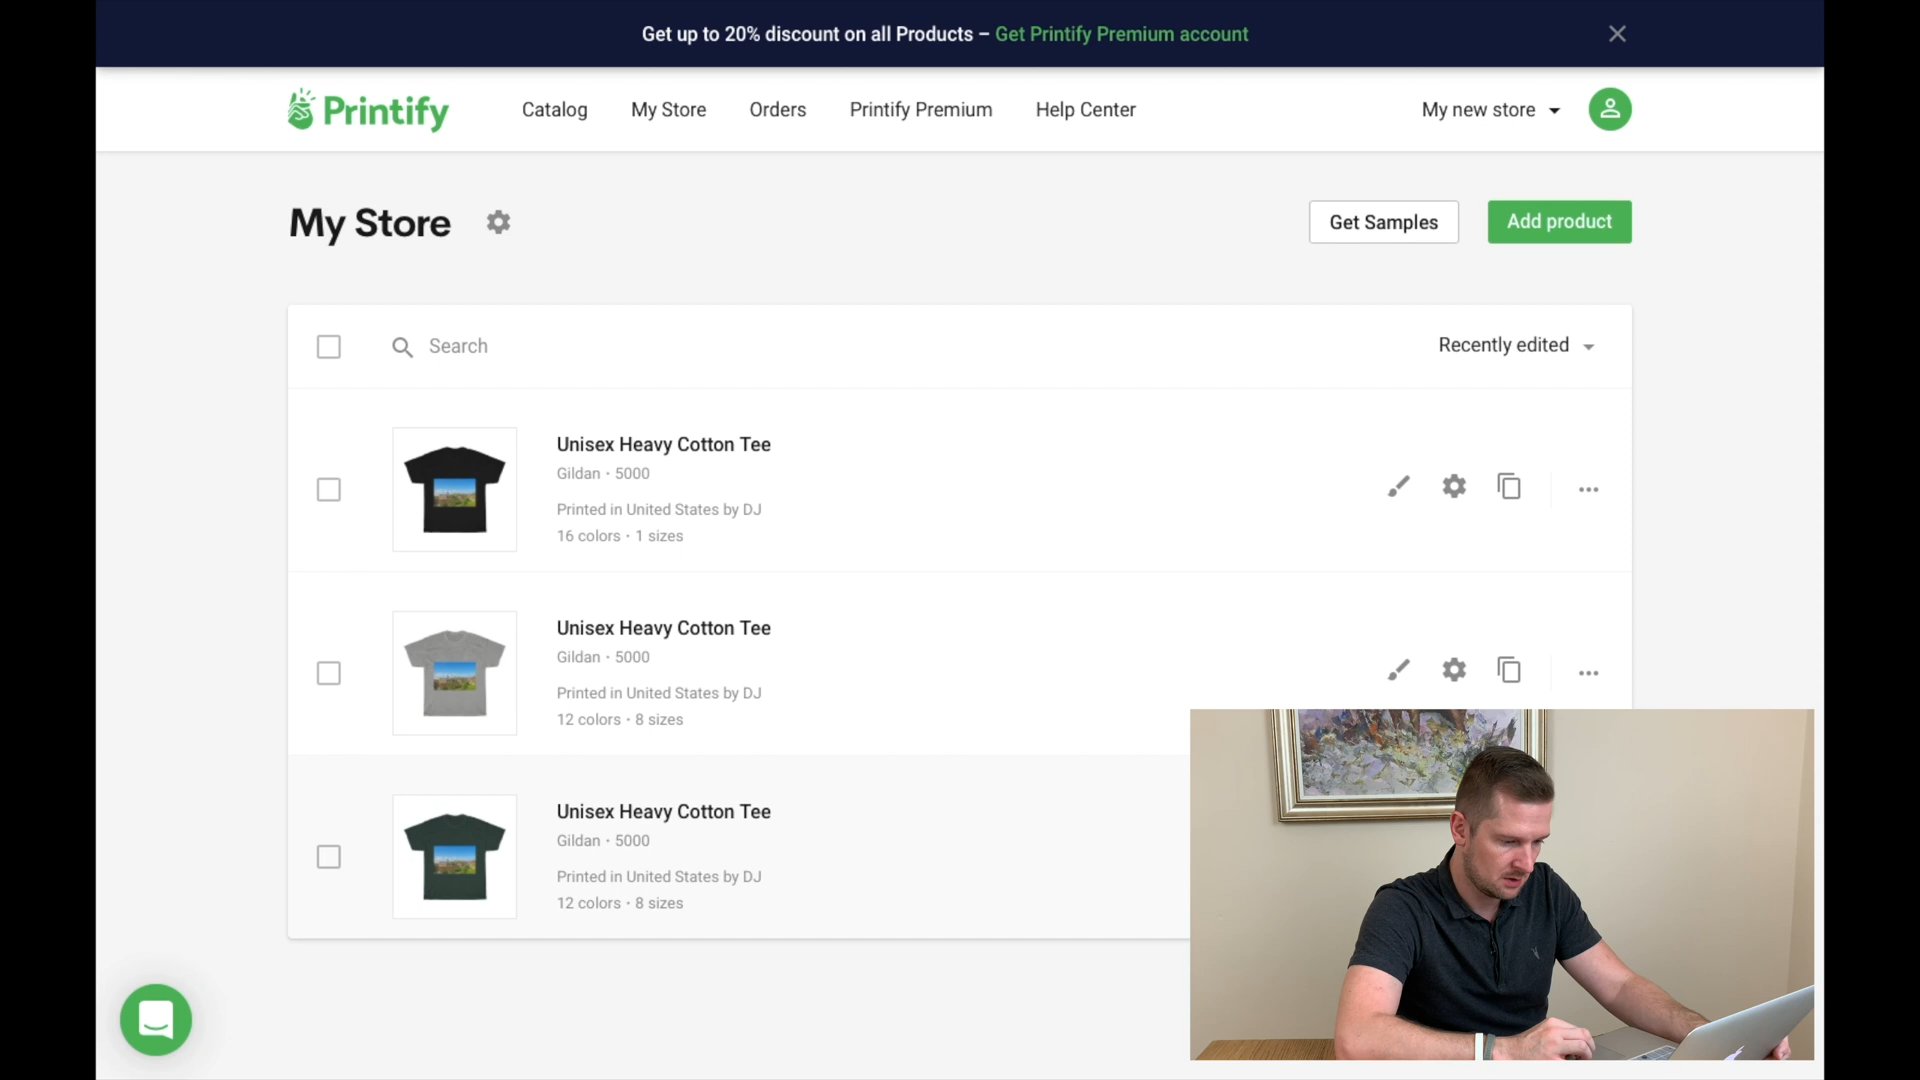 Get up to 20% discount on all Products – Get Printify Premium account
Printify
Catalog
My Store
Orders
Printify Premium
Help Center
My new store
My Store
Get Samples
Add product
Search
Recently edited
Unisex Heavy Cotton Tee
Gildan · 5000
Printed in United States by DJ
16 colors · 1 sizes
Unisex Heavy Cotton Tee
Gildan · 5000
Printed in United States by DJ
12 colors · 8 sizes
Unisex Heavy Cotton Tee
Gildan · 5000
Printed in United States by DJ
12 colors · 8 sizes